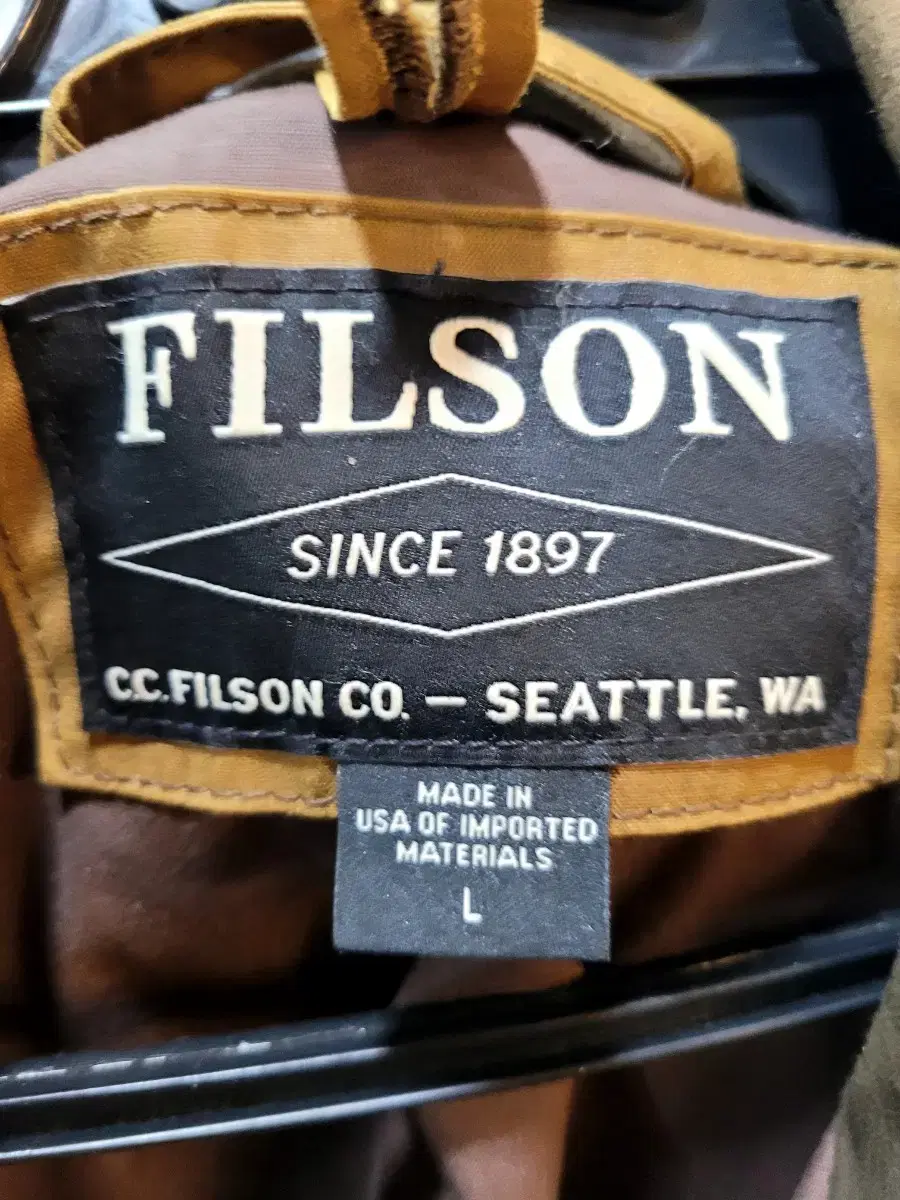 FILSON
SINCE 1897
C.C.FILSON CO. — SEATTLE, WA
MADE IN
USA OF IMPORTED
MATERIALS
L